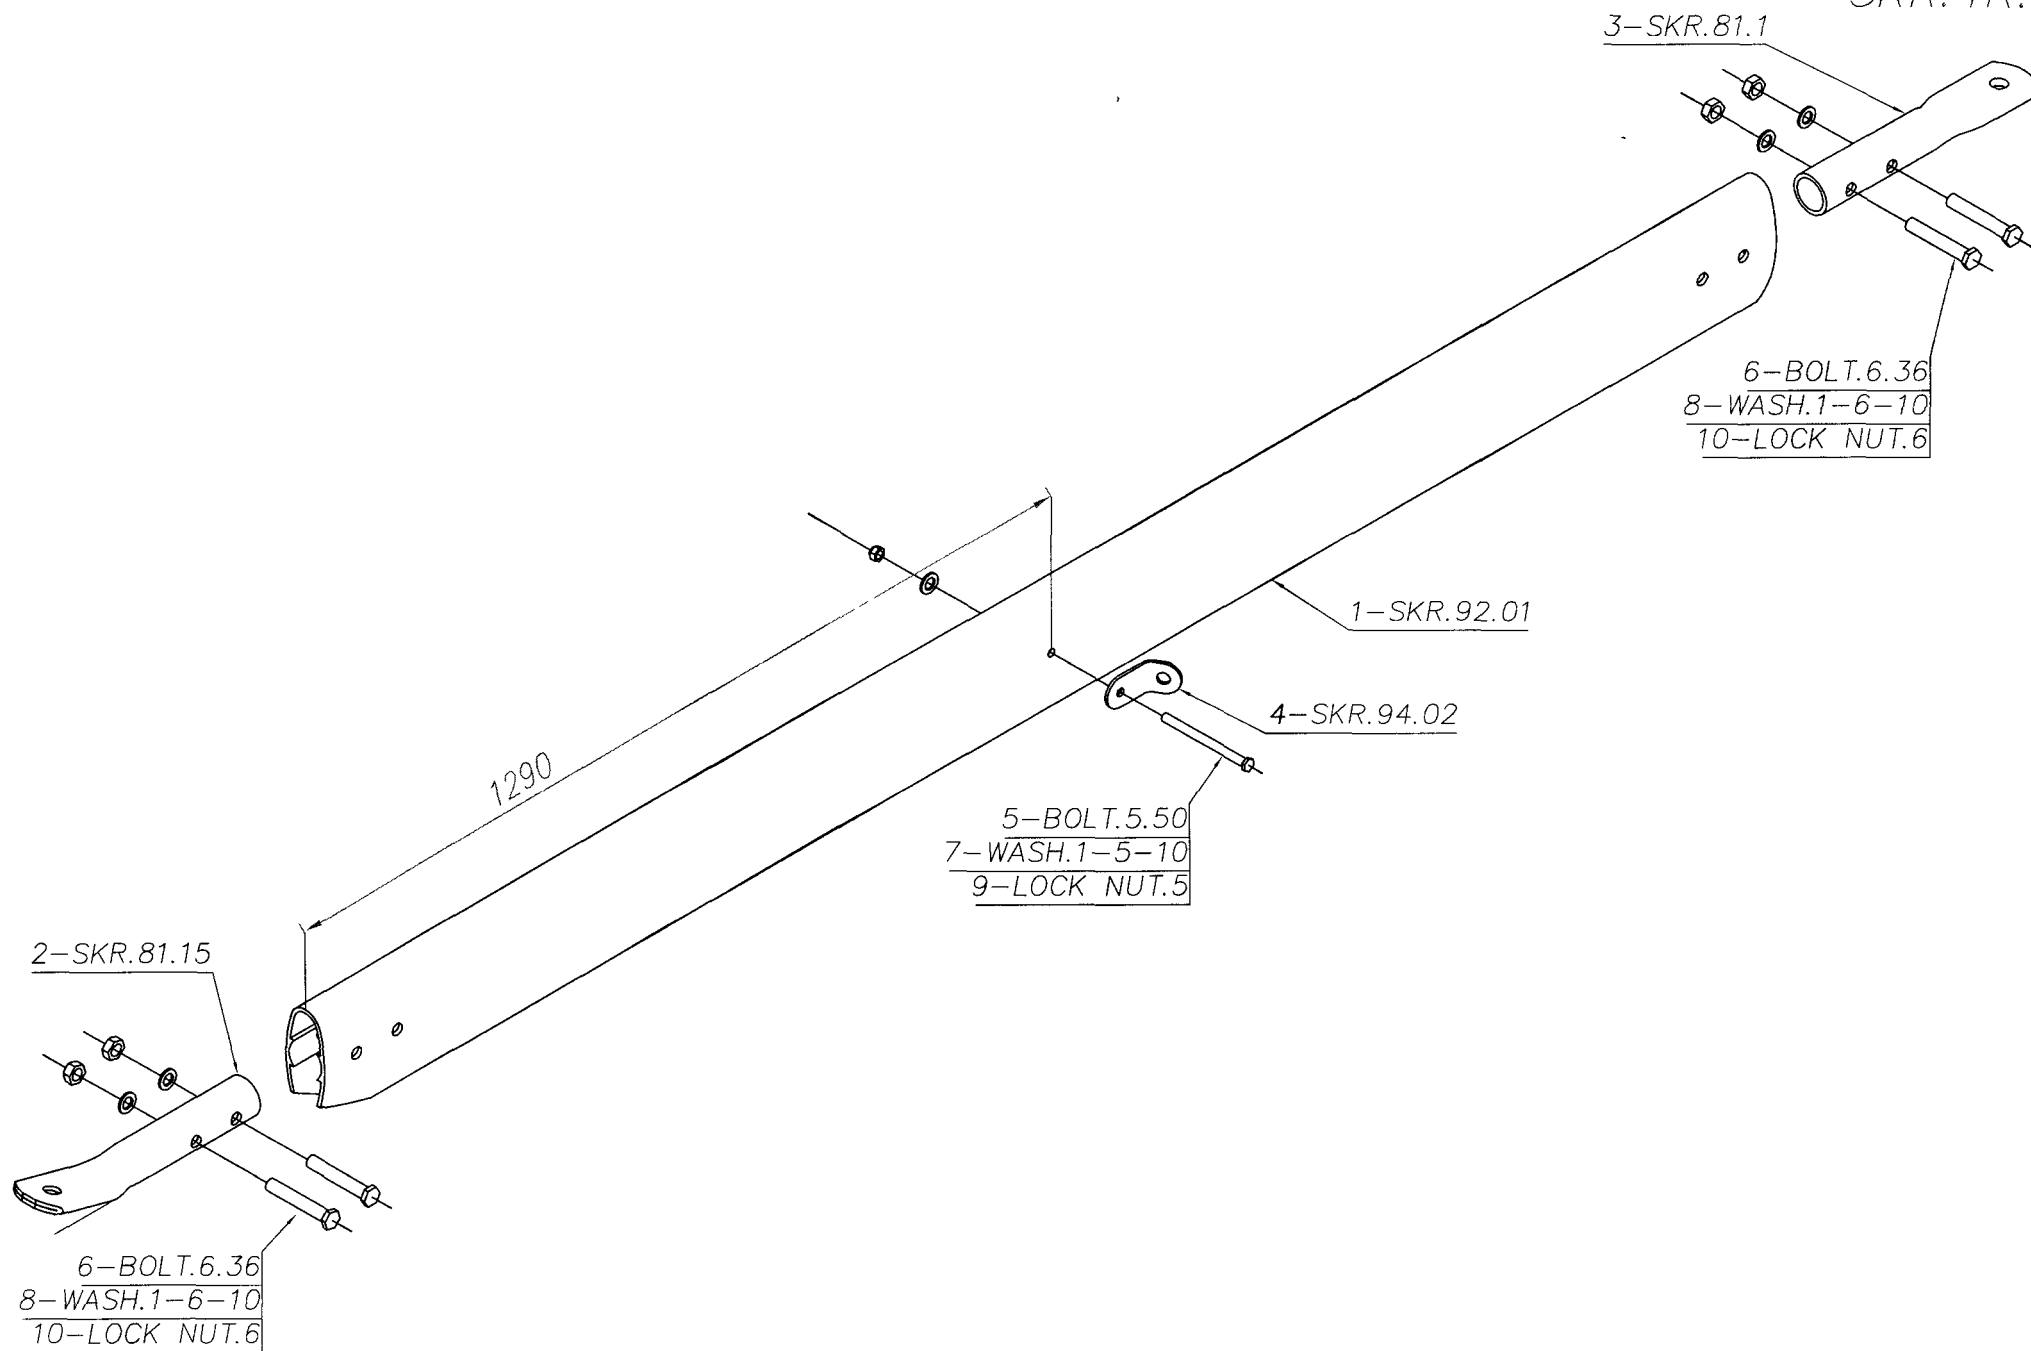 3-SKR.81.1
6-BOLT.6.36
8-WASH.1-6-10
10-LOCK NUT.6
1-SKR.92.01
4-SKR.94.02
1290
5-BOLT.5.50
7-WASH.1-5-10
9-LOCK NUT.5
2-SKR.81.15
6-BOLT.6.36
8-WASH.1-6-10
10-LOCK NUT.6